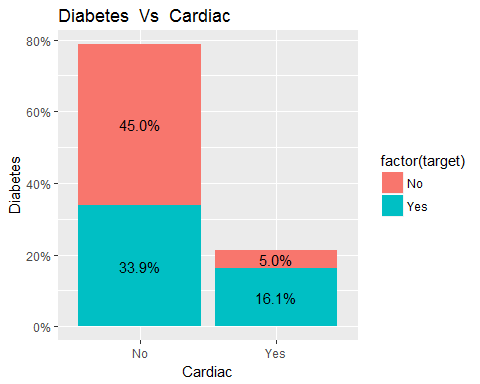 Diabetes Vs Cardiac
80%
60%
40%
20%
0%
Diabetes
45.0%
33.9%
5.0%
16.1%
No
Yes
Cardiac
factor(target)
No
Yes